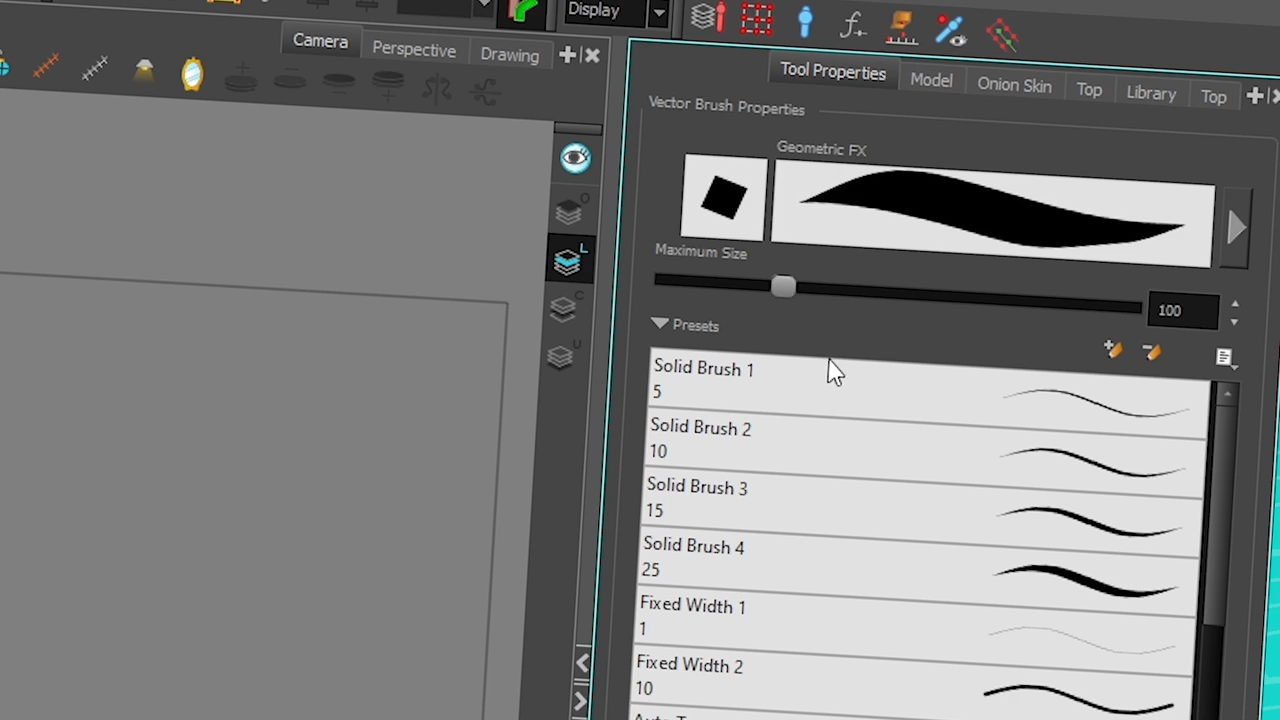 Display
Camera
Perspective
Drawing
Tool Properties
Model
Onion Skin
Top
Library
Top
Vector Brush Properties
Geometric FX
Maximum Size
100
Presets
Solid Brush 1
5
Solid Brush 2
10
Solid Brush 3
15
Solid Brush 4
25
Fixed Width 1
1
Fixed Width 2
10
O
L
C
U